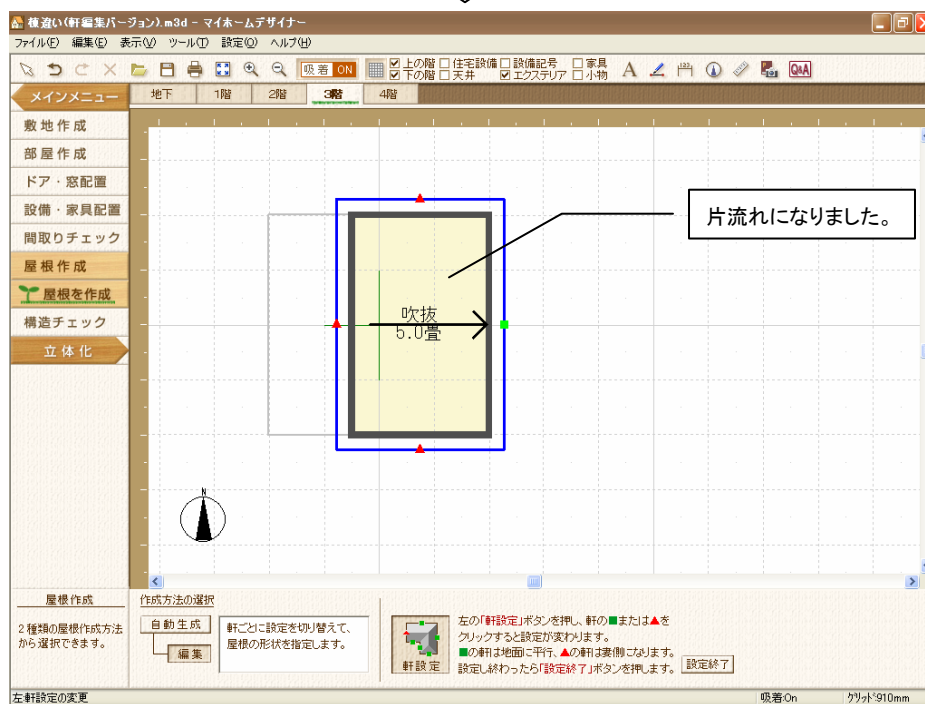 棟違い(軒編集バージョン).m3d - マイホームデザイナー
ファイル(F) 編集(E) 表示(V) ツール(T) 設定(O) ヘルプ(H)
吸着 ON
上の階 住宅設備 設備記号 家具
下の階 天井 エクステリア 小物
A
Q&A
メインメニュー
地下 1階 2階 3階 4階
敷地作成
部屋作成
ドア・窓配置
設備・家具配置
間取りチェック
屋根作成
屋根を作成
構造チェック
立体化
片流れになりました。
吹抜
5.0畳
N
屋根作成
2種類の屋根作成方法
から選択できます。
作成方法の選択
自動生成
編集
軒ごとに設定を切り替えて、
屋根の形状を指定します。
軒設定
左の「軒設定」ボタンを押し、軒の■または▲を
クリックすると設定が変わります。
■の軒は地面に平行、▲の軒は妻側になります。
設定し終わったら「設定終了」ボタンを押します。
設定終了
左軒設定の変更
吸着:On
グリッド:910mm